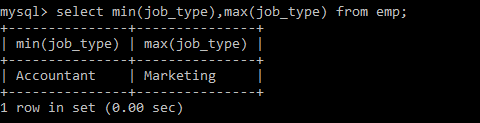 mysql> select min(job_type),max(job_type) from emp;
+---------------+---------------+
| min(job_type) | max(job_type) |
+---------------+---------------+
| Accountant    | Marketing     |
+---------------+---------------+
1 row in set (0.00 sec)